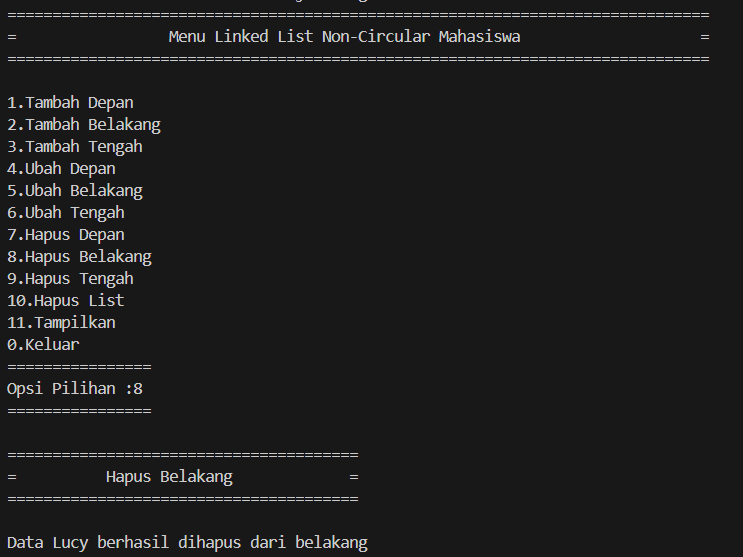 ==============================================================================
=                 Menu Linked List Non-Circular Mahasiswa                    =
==============================================================================
1.Tambah Depan
2.Tambah Belakang
3.Tambah Tengah
4.Ubah Depan
5.Ubah Belakang
6.Ubah Tengah
7.Hapus Depan
8.Hapus Belakang
9.Hapus Tengah
10.Hapus List
11.Tampilkan
0.Keluar
================
Opsi Pilihan :8
================
=======================================
=          Hapus Belakang             =
=======================================
Data Lucy berhasil dihapus dari belakang